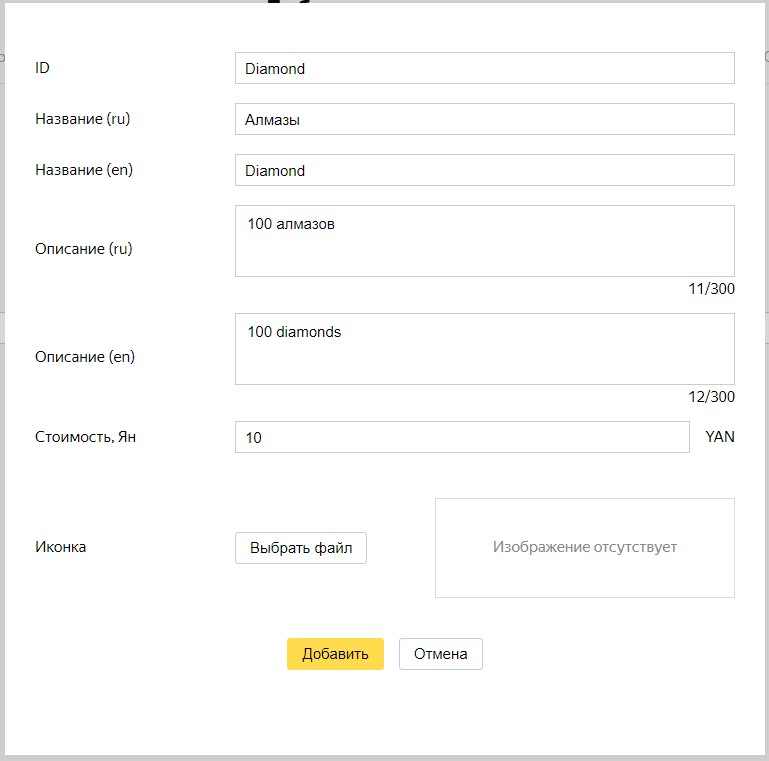 ID
Diamond
Название (ru)
Алмазы
Название (en)
Diamond
Описание (ru)
100 алмазов
11/300
Описание (en)
100 diamonds
12/300
Стоимость, Ян
10
YAN
Иконка
Выбрать файл
Изображение отсутствует
Добавить
Отмена